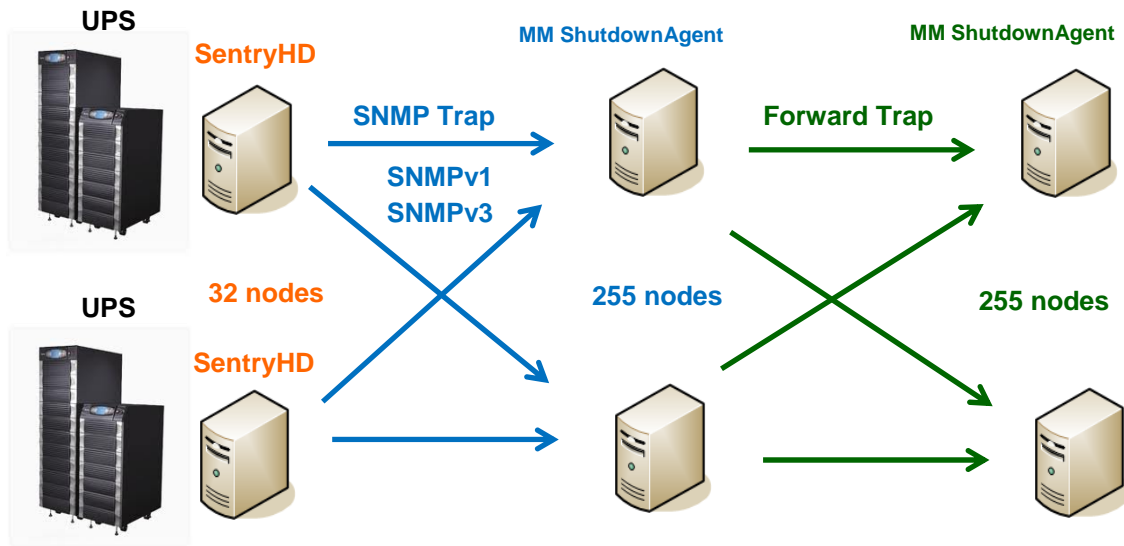 UPS
SentryHD
MM ShutdownAgent
MM ShutdownAgent
SNMP Trap
Forward Trap
SNMPv1
SNMPv3
32 nodes
255 nodes
255 nodes
UPS
SentryHD